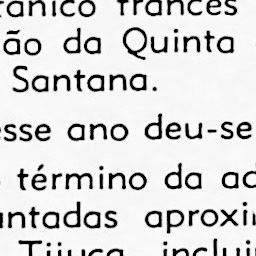 tânico francês
ão da Quinta
Santana.
esse ano deu-se
término da ad
antadas aproxi
Tijuca, inclui